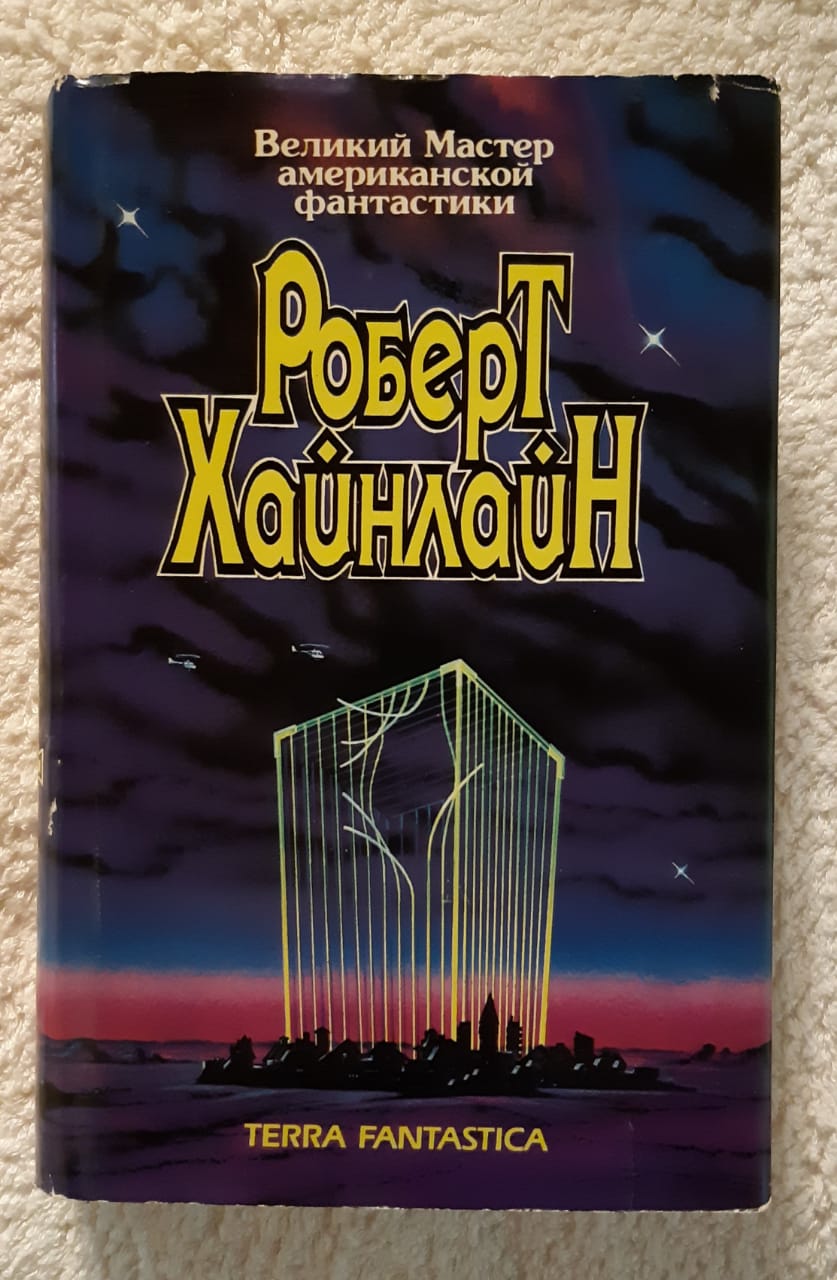 Великий Мастер
американской
фантастики
Роберт
Хайнлайн
TERRA FANTASTICA